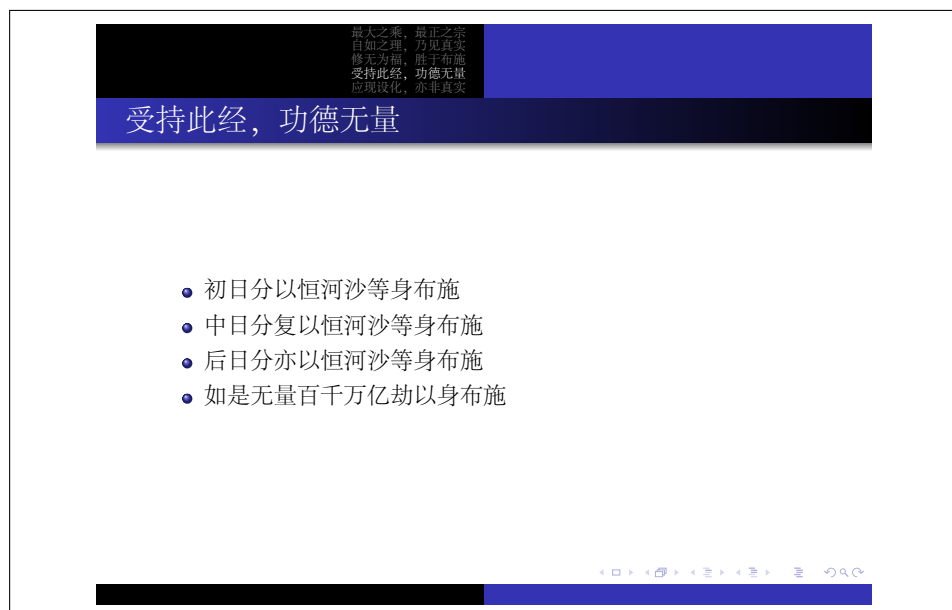 最大之乘，最正之宗
自如之理，乃见真实
修无为福，胜于布施
受持此经，功德无量
应现设化，亦非真实
受持此经，功德无量
初日分以恒河沙等身布施
中日分复以恒河沙等身布施
后日分亦以恒河沙等身布施
如是无量百千万亿劫以身布施